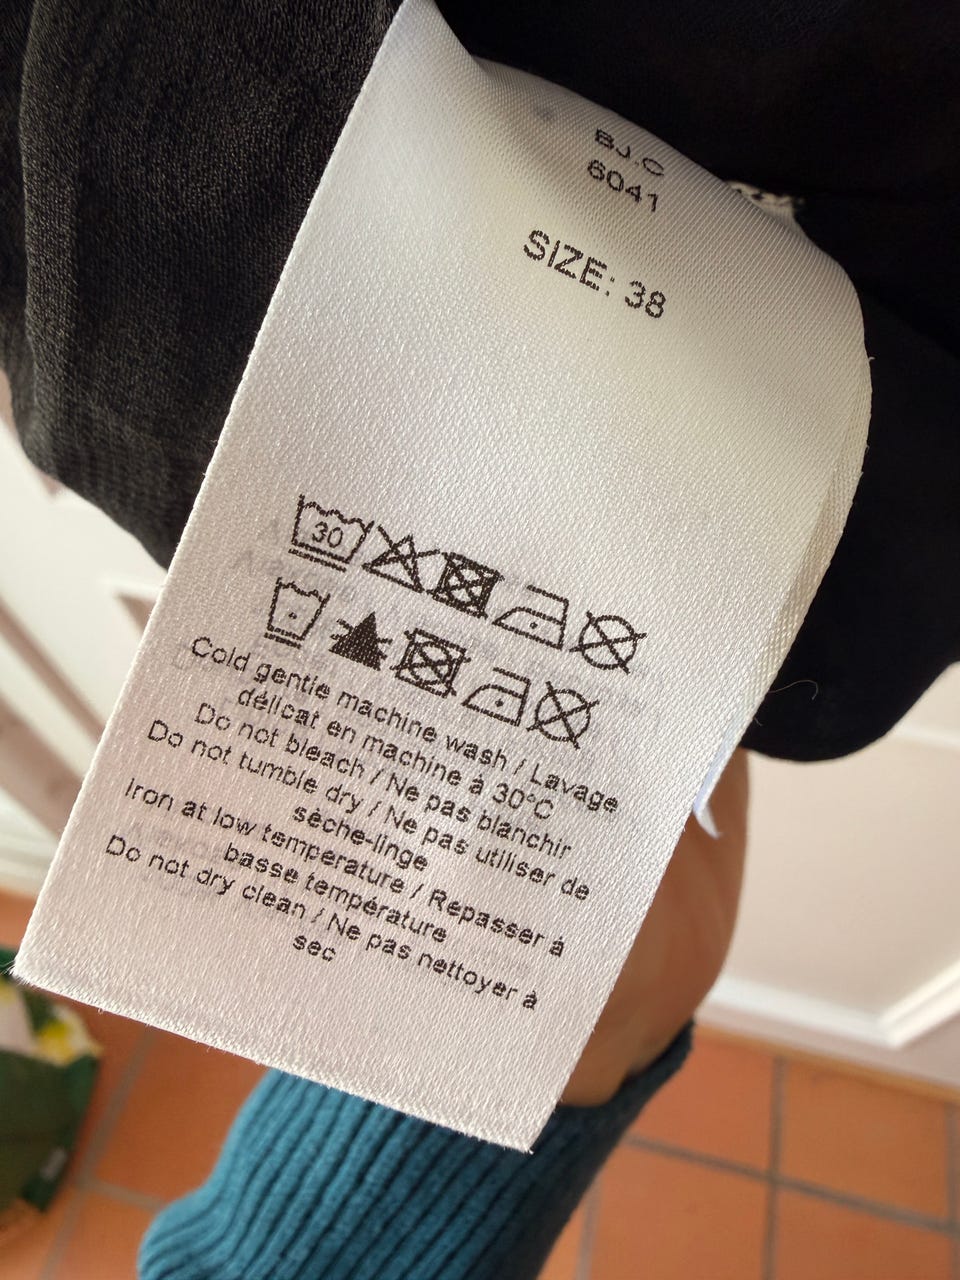 BJ.C
6041
SIZE: 38
30
Cold gentle machine wash / Lavage
délicat en machine à 30°C
Do not bleach / Ne pas blanchir
Do not tumble dry / Ne pas utiliser de
sèche-linge
Iron at low temperature / Repasser à
basse température
Do not dry clean / Ne pas nettoyer à
sec